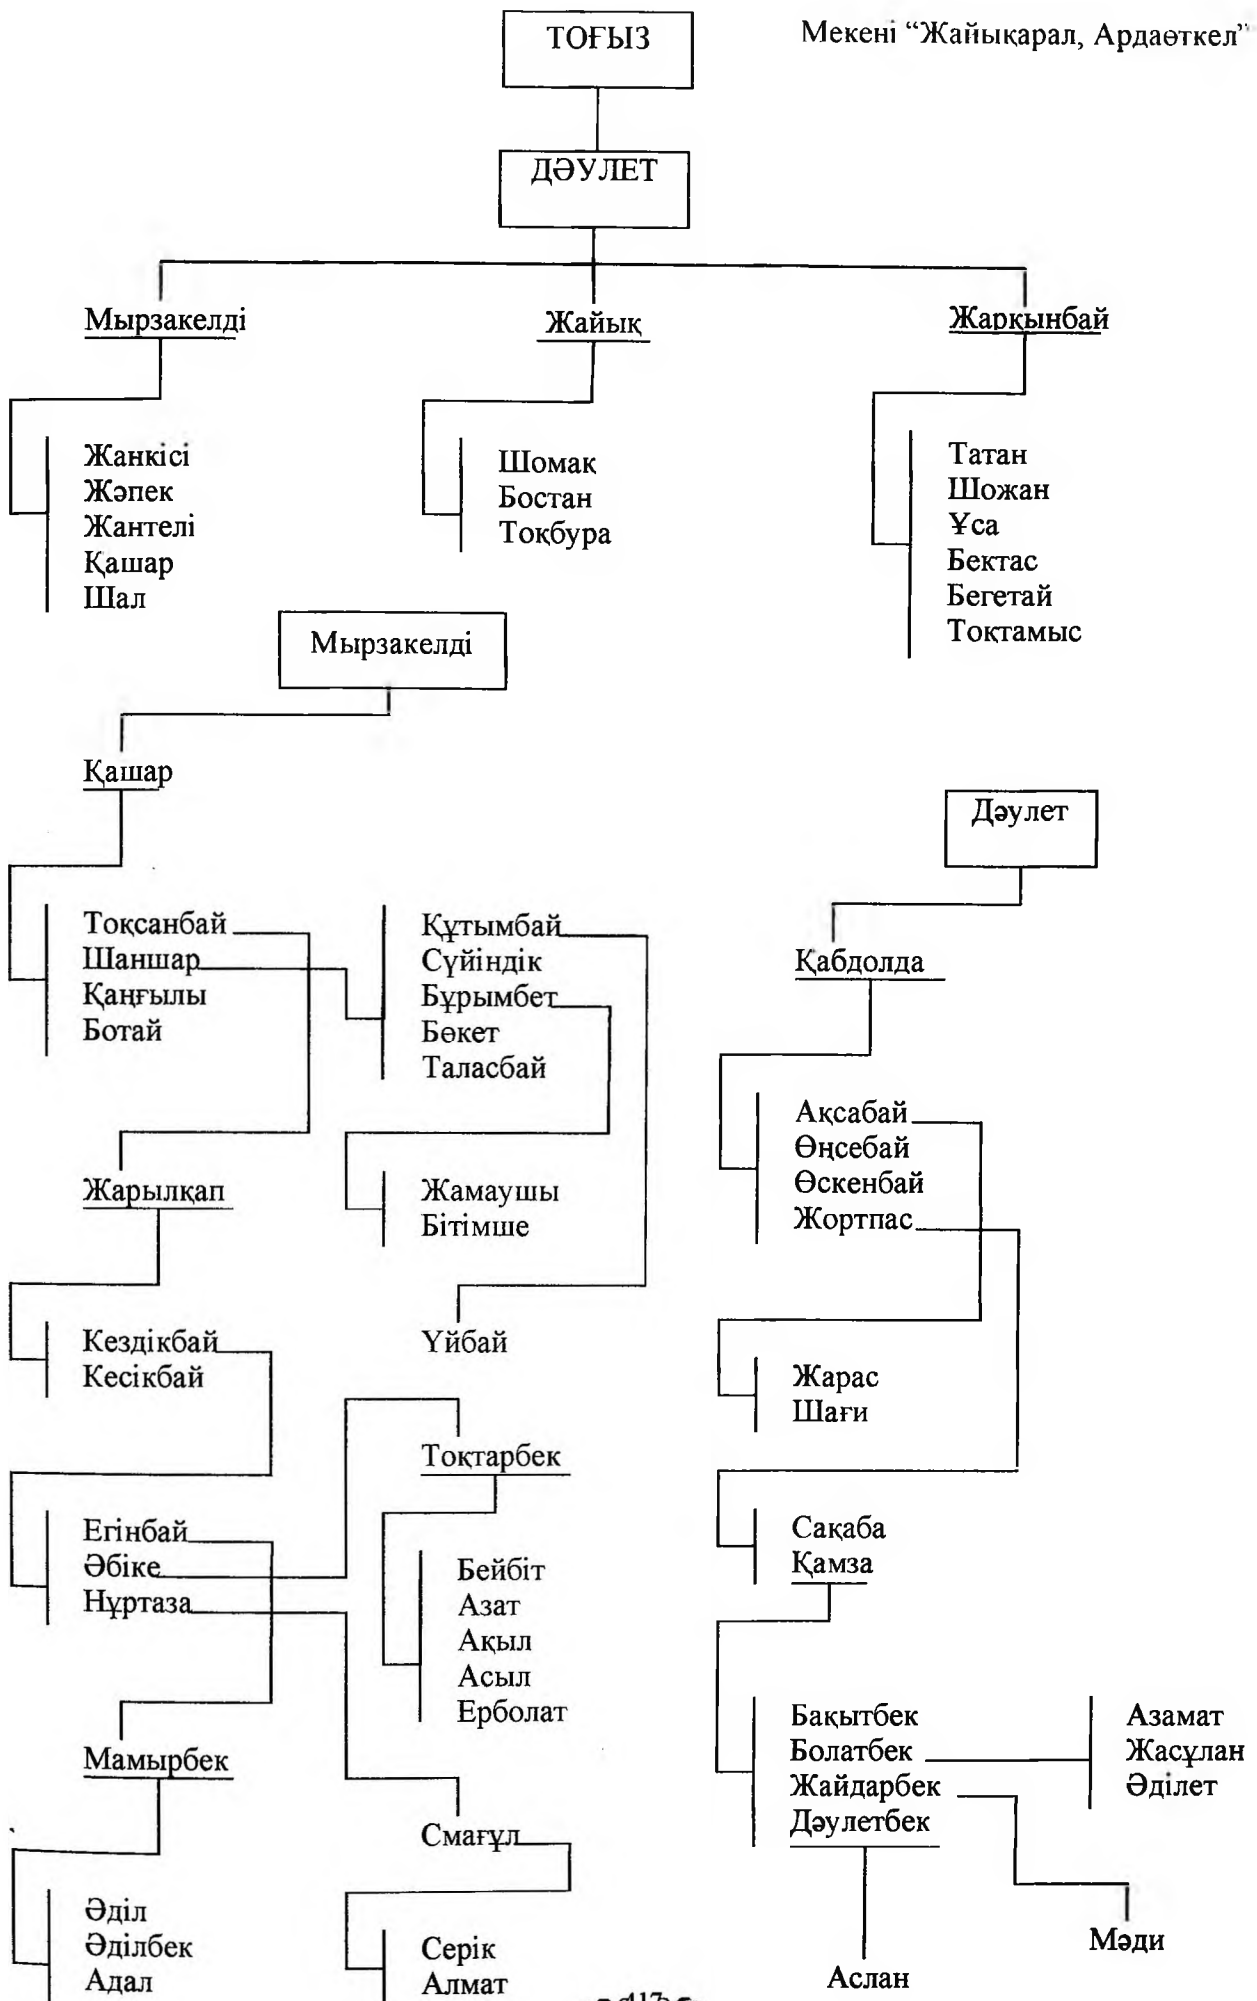 ТОҒЫЗ
Мекені “Жайықарал, Ардаөткел”
ДӘУЛЕТ
Мырзакелді
Жайық
Жарқынбай
Жанкісі
Жәпек
Жантелі
Қашар
Шал
Шомақ
Бостан
Тоқбура
Татан
Шожан
Ұса
Бектас
Бегетай
Тоқтамыс
Мырзакелді
Қашар
Тоқсанбай
Шаншар
Қаңғылы
Ботай
Құтымбай
Сүйіндік
Бұрымбет
Бөкет
Таласбай
Жарылқап
Жамаушы
Бітімше
Үйбай
Кездікбай
Кесікбай
Тоқтарбек
Егінбай
Әбіке
Нұртаза
Бейбіт
Азат
Ақыл
Асыл
Ерболат
Мамырбек
Смағұл
Әділ
Әділбек
Адал
Серік
Алмат
Дәулет
Қабдолда
Ақсабай
Өңсебай
Өскенбай
Жортпас
Жарас
Шаги
Сақаба
Қамза
Бақытбек
Болатбек
Жайдарбек
Дәулетбек
Азамат
Жасұлан
Әділет
Мәди
Аслан
417